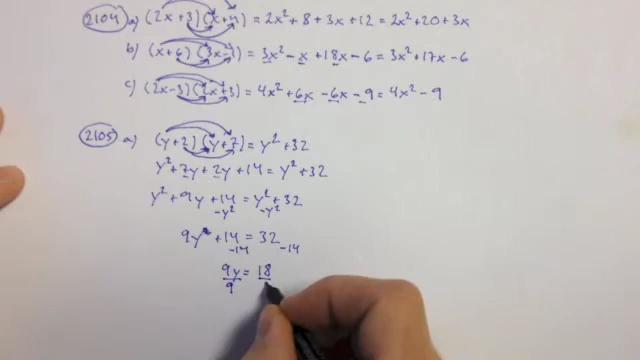 2104 a) (2x+3)(x+4) = 2x² + 8 + 3x + 12 = 2x² + 20 + 3x
b) (x+6)(3x-1) = 3x² - x + 18x - 6 = 3x² + 17x - 6
c) (2x-3)(2x+3) = 4x² + 6x - 6x - 9 = 4x² - 9
2105 a) (y+2)(y+7) = y² + 32
y² + 7y + 2y + 14 = y² + 32
y² + 9y + 14 = y² + 32
-y² -y²
9y + 14 = 32
-14 -14
9y = 18
9